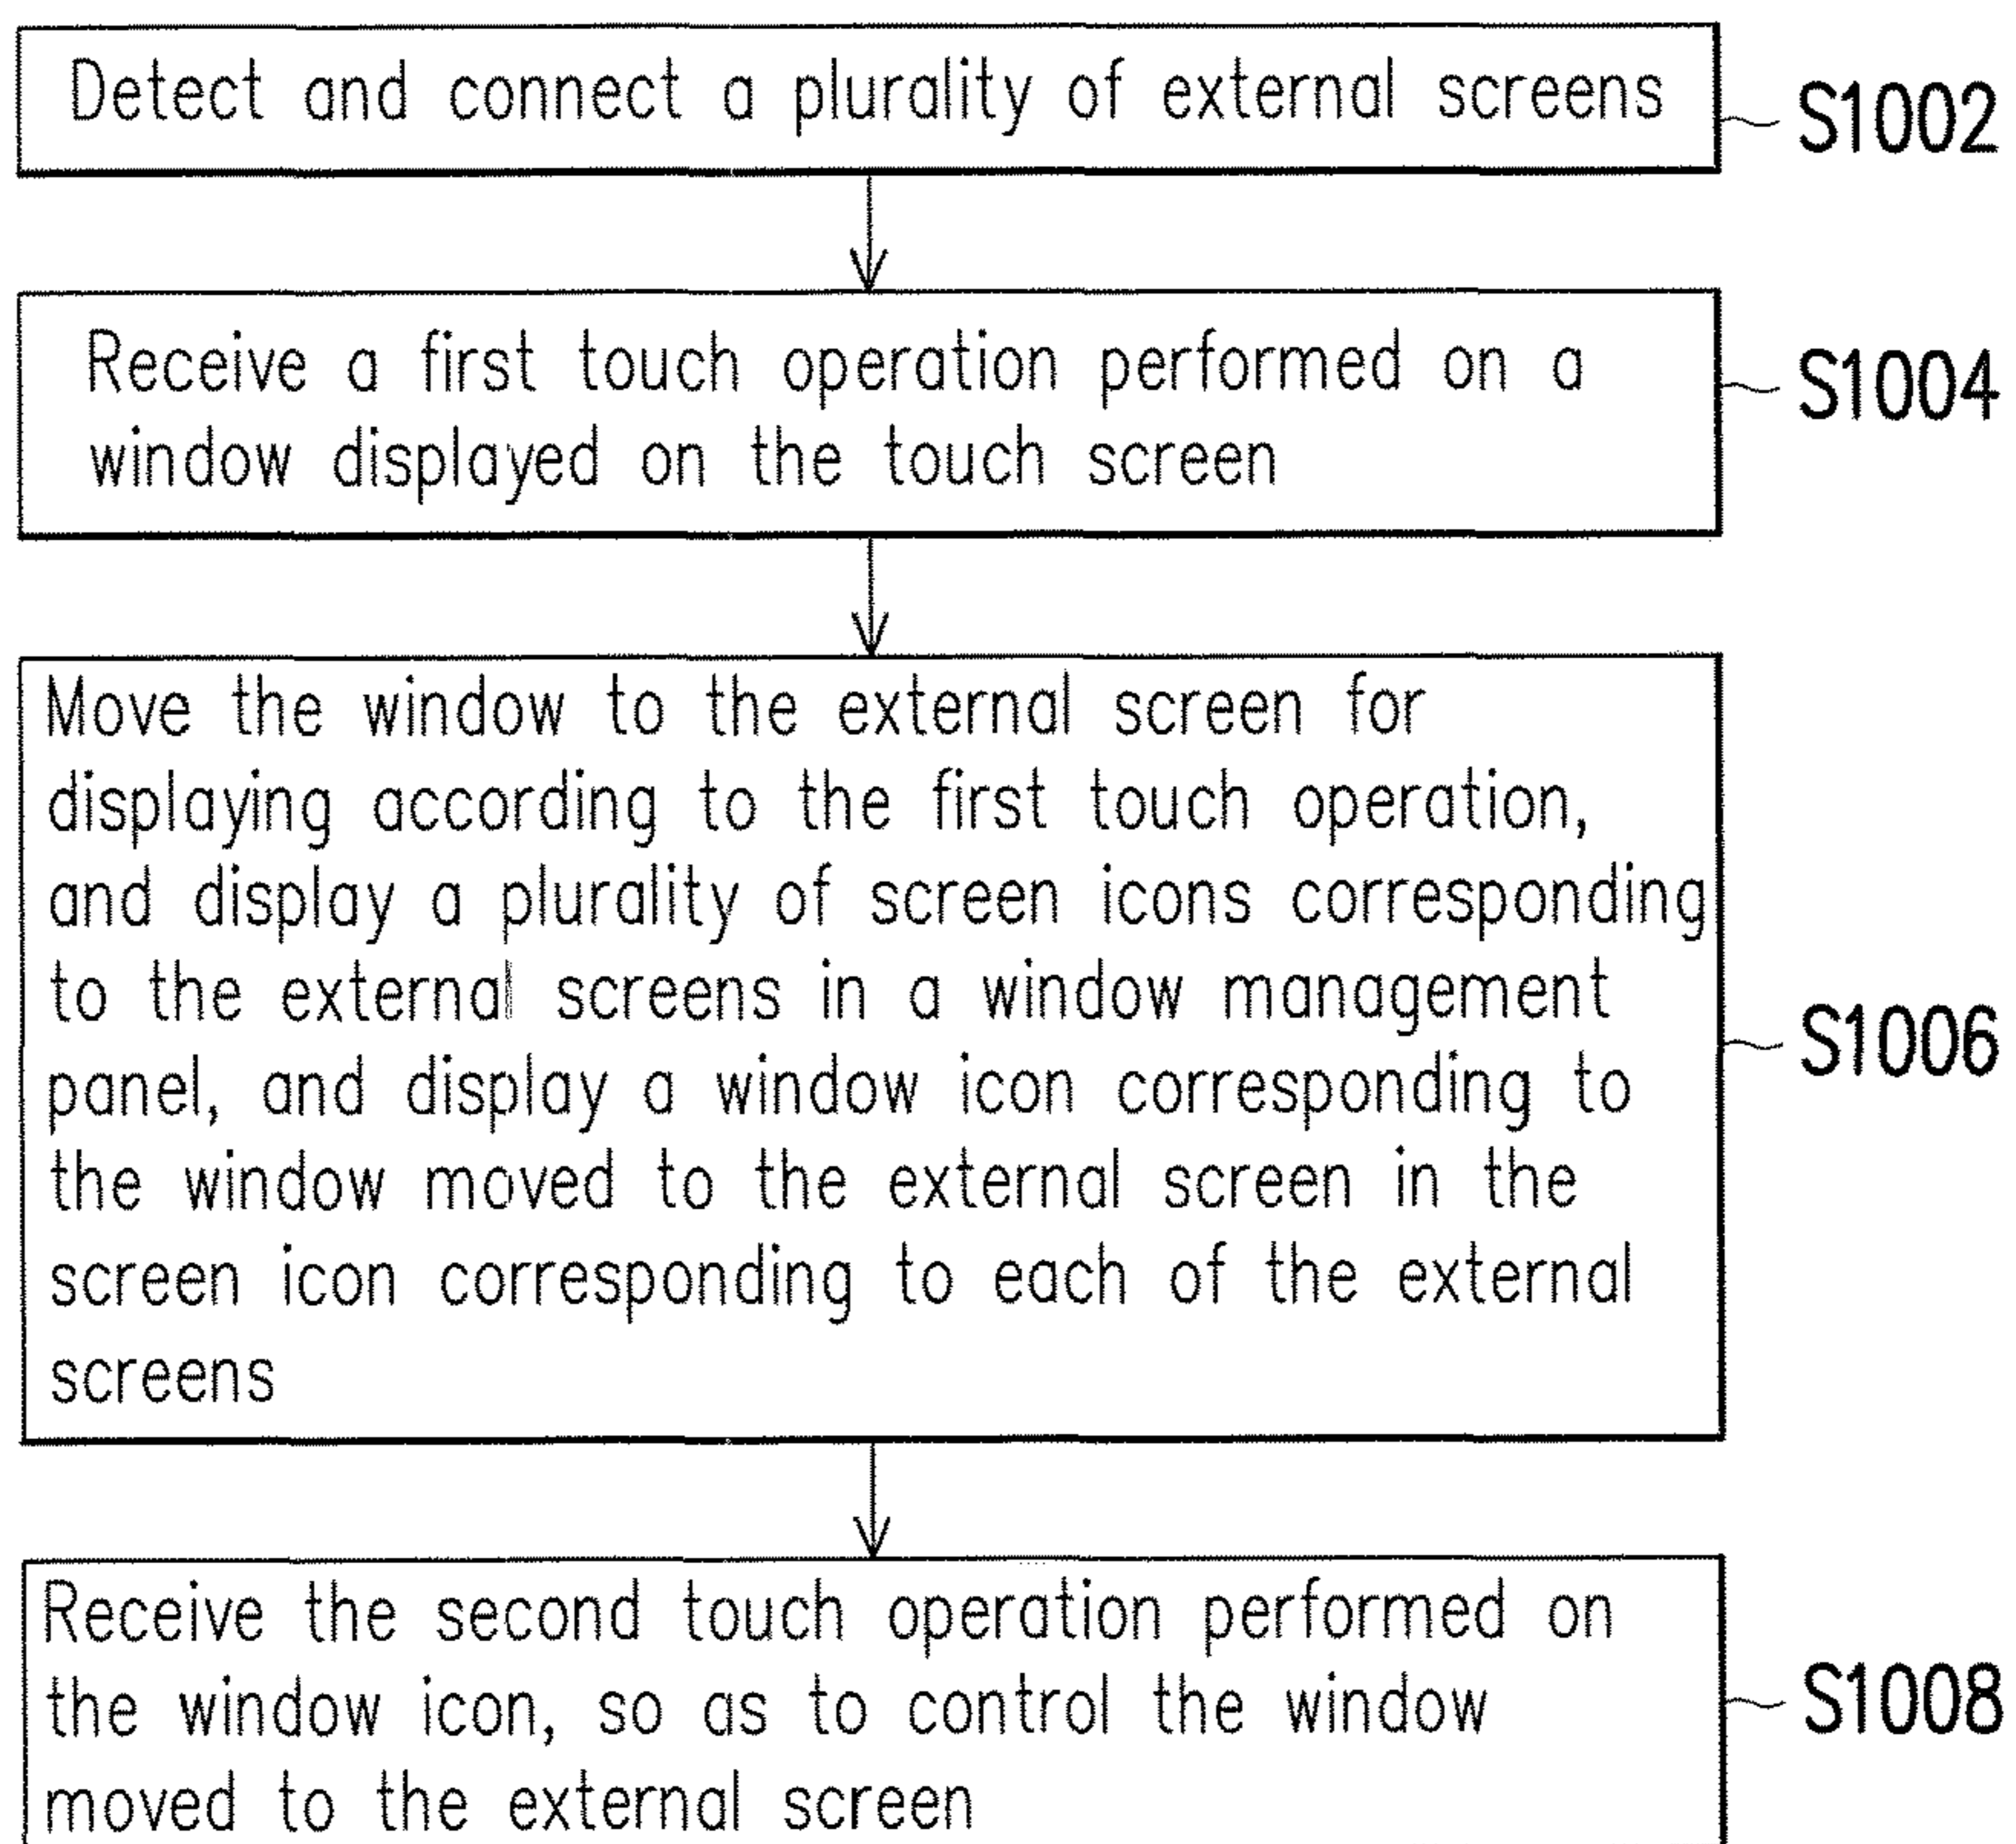 Detect and connect a plurality of external screens
S1002
Receive a first touch operation performed on a
window displayed on the touch screen
S1004
Move the window to the external screen for
displaying according to the first touch operation,
and display a plurality of screen icons corresponding
to the external screens in a window management
panel, and display a window icon corresponding to
the window moved to the external screen in the
screen icon corresponding to each of the external
screens
S1006
Receive the second touch operation performed on
the window icon, so as to control the window
moved to the external screen
S1008